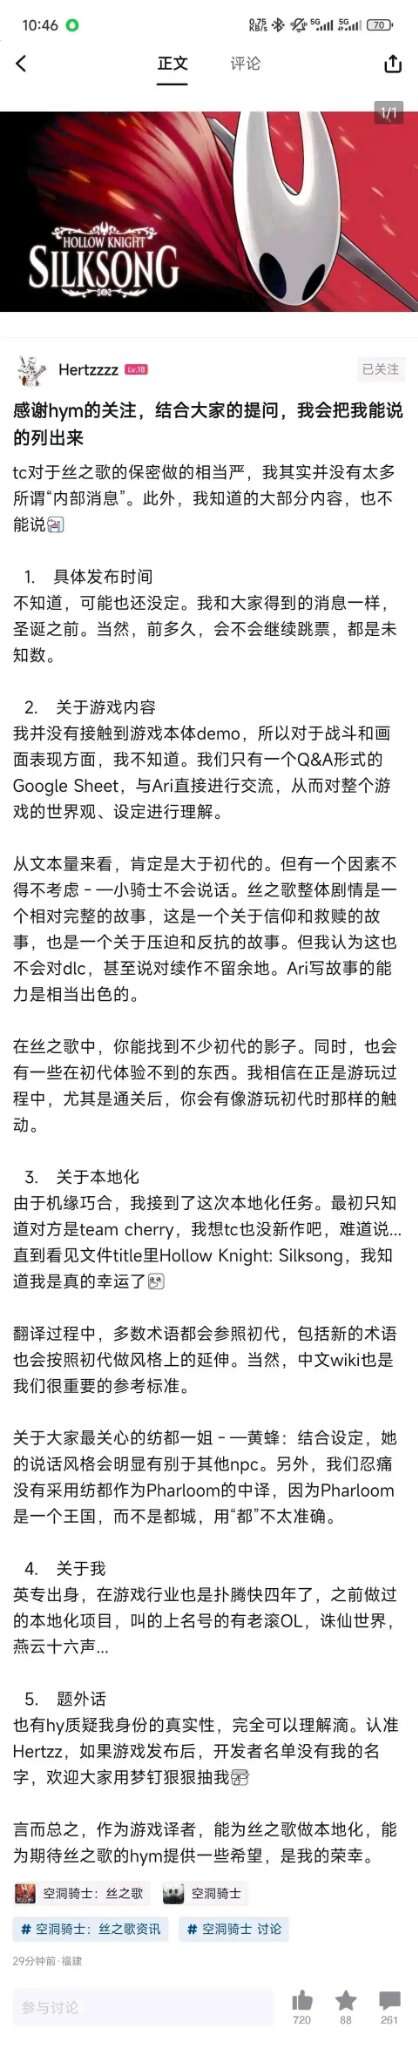 10:46
0.75 KB/s 5G 5G 70
正文 评论
1/1
HOLLOW KNIGHT
SILKSONG
Hertzzzz Lv.10
已关注
感谢hym的关注，结合大家的提问，我会把我能说
的列出来
tc对于丝之歌的保密做的相当严，我其实并没有太多
所谓“内部消息”。此外，我知道的大部分内容，也不
能说
1. 具体发布时间
不知道，可能也还没定。我和大家得到的消息一样，
圣诞之前。当然，前多久，会不会继续跳票，都是未
知数。
2. 关于游戏内容
我并没有接触到游戏本体demo，所以对于战斗和画
面表现方面，我不知道。我们只有一个Q&A形式的
Google Sheet，与Ari直接进行交流，从而对整个游
戏的世界观、设定进行理解。
从文本量来看，肯定是大于初代的。但有一个因素不
得不考虑－—小骑士不会说话。丝之歌整体剧情是一
个相对完整的故事，这是一个关于信仰和救赎的故
事，也是一个关于压迫和反抗的故事。但我认为这也
不会对dlc，甚至说对续作不留余地。Ari写故事的能
力是相当出色的。
在丝之歌中，你能找到不少初代的影子。同时，也会
有一些在初代体验不到的东西。我相信在正是游玩过
程中，尤其是通关后，你会有像游玩初代时那样的触
动。
3. 关于本地化
由于机缘巧合，我接到了这次本地化任务。最初只知
道对方是team cherry，我想tc也没新作吧，难道说...
直到看见文件title里Hollow Knight: Silksong，我知
道我是真的幸运了
翻译过程中，多数术语都会参照初代，包括新的术语
也会按照初代做风格上的延伸。当然，中文wiki也是
我们很重要的参考标准。
关于大家最关心的纺都一姐－—黄蜂：结合设定，她
的说话风格会明显有别于其他npc。另外，我们忍痛
没有采用纺都作为Pharloom的中译，因为Pharloom
是一个王国，而不是都城，用“都”不太准确。
4. 关于我
英专出身，在游戏行业也是扑腾快四年了，之前做过
的本地化项目，叫的上名号的有老滚OL，诛仙世界，
燕云十六声...
5. 题外话
也有hy质疑我身份的真实性，完全可以理解滴。认准
Hertzz，如果游戏发布后，开发者名单没有我的名
字，欢迎大家用梦钉狠狠抽我
言而总之，作为游戏译者，能为丝之歌做本地化，能
为期待丝之歌的hym提供一些希望，是我的荣幸。
空洞骑士：丝之歌 空洞骑士
# 空洞骑士：丝之歌资讯 # 空洞骑士 讨论
29分钟前·福建
参与讨论
720 88 261